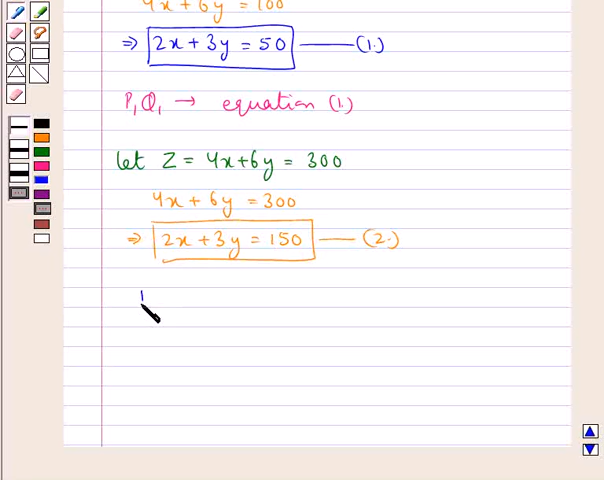 4x + 6y = 100
⇒ 2x + 3y = 50 —— (1.)
P₁Q₁ → equation (1.)
let Z = 4x + 6y = 300
4x + 6y = 300
⇒ 2x + 3y = 150 —— (2.)